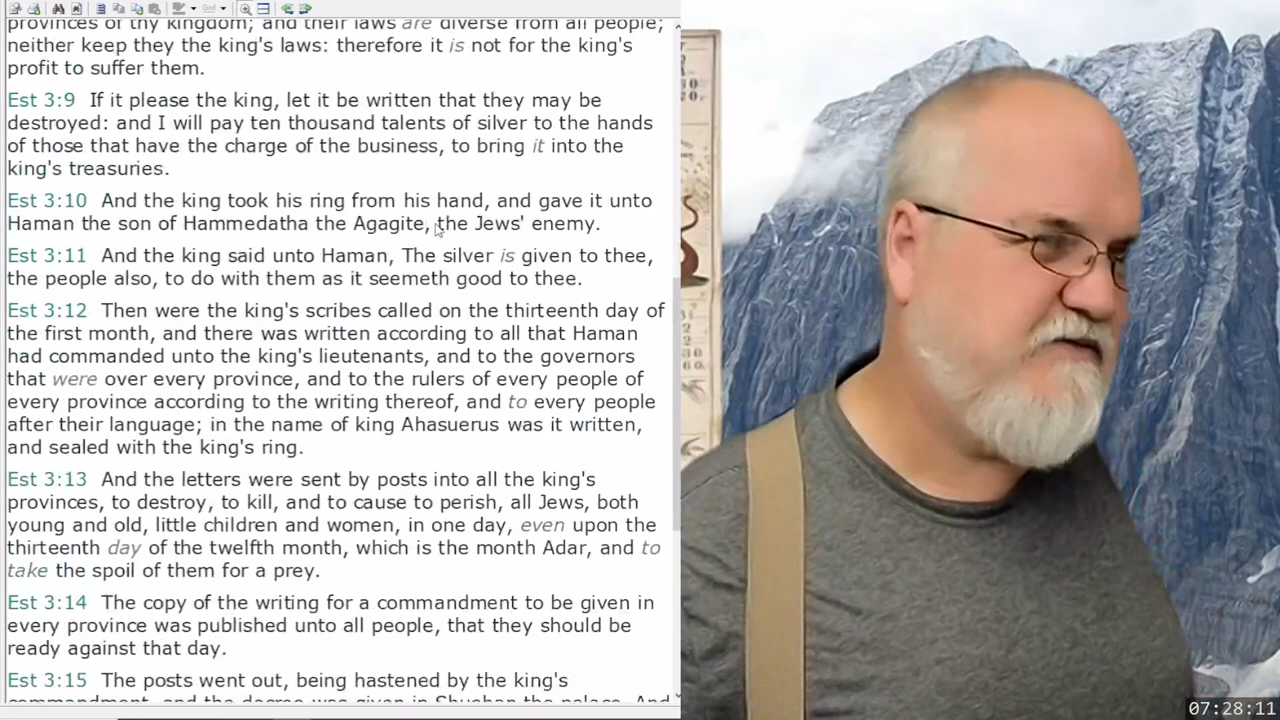 provinces of thy kingdom; and their laws are diverse from all people;
neither keep they the king's laws: therefore it is not for the king's
profit to suffer them.
Est 3:9 If it please the king, let it be written that they may be
destroyed: and I will pay ten thousand talents of silver to the hands
of those that have the charge of the business, to bring it into the
king's treasuries.
Est 3:10 And the king took his ring from his hand, and gave it unto
Haman the son of Hammedatha the Agagite, the Jews' enemy.
Est 3:11 And the king said unto Haman, The silver is given to thee,
the people also, to do with them as it seemeth good to thee.
Est 3:12 Then were the king's scribes called on the thirteenth day of
the first month, and there was written according to all that Haman
had commanded unto the king's lieutenants, and to the governors
that were over every province, and to the rulers of every people of
every province according to the writing thereof, and to every people
after their language; in the name of king Ahasuerus was it written,
and sealed with the king's ring.
Est 3:13 And the letters were sent by posts into all the king's
provinces, to destroy, to kill, and to cause to perish, all Jews, both
young and old, little children and women, in one day, even upon the
thirteenth day of the twelfth month, which is the month Adar, and to
take the spoil of them for a prey.
Est 3:14 The copy of the writing for a commandment to be given in
every province was published unto all people, that they should be
ready against that day.
Est 3:15 The posts went out, being hastened by the king's
commandment, and the decree was given in Shushan the palace. And
07:28:11